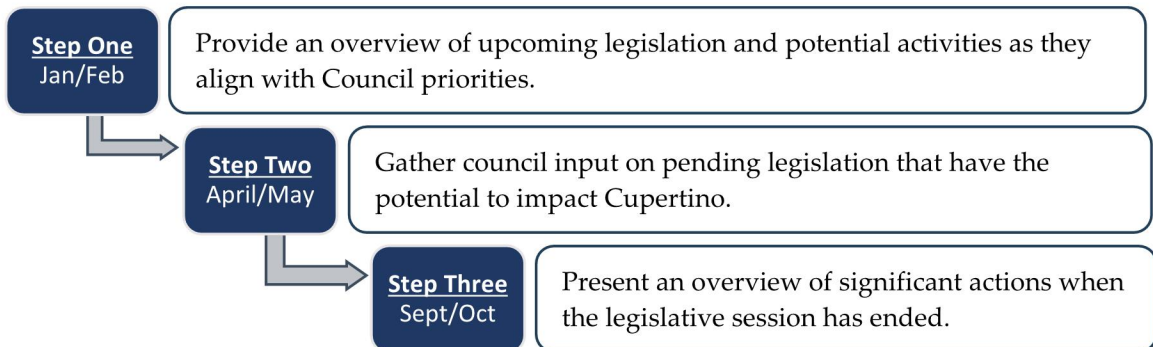 Step One
Jan/Feb
Provide an overview of upcoming legislation and potential activities as they
align with Council priorities.
Step Two
April/May
Gather council input on pending legislation that have the
potential to impact Cupertino.
Step Three
Sept/Oct
Present an overview of significant actions when
the legislative session has ended.